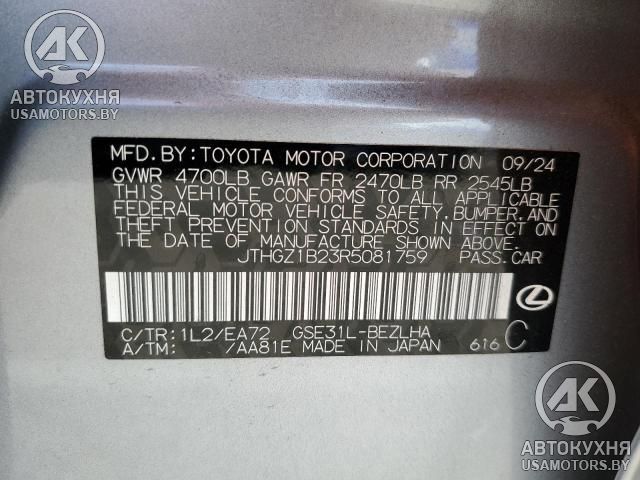 AK
АВТОКУХНЯ
USAMOTORS.BY
MFD.BY:TOYOTA MOTOR CORPORATION 09/24
GVWR 4700LB GAWR FR 2470LB RR 2545LB
THIS VEHICLE CONFORMS TO ALL APPLICABLE
FEDERAL MOTOR VEHICLE SAFETY,BUMPER,AND
THEFT PREVENTION STANDARDS IN EFFECT ON
THE DATE OF MANUFACTURE SHOWN ABOVE.
JTHGZ1B23R5081759 PASS.CAR
C/TR:1L2/EA72 GSE31L-BEZLHA
A/TM: /AA81E MADE IN JAPAN 616 C
AK
АВТОКУХНЯ
USAMOTORS.BY